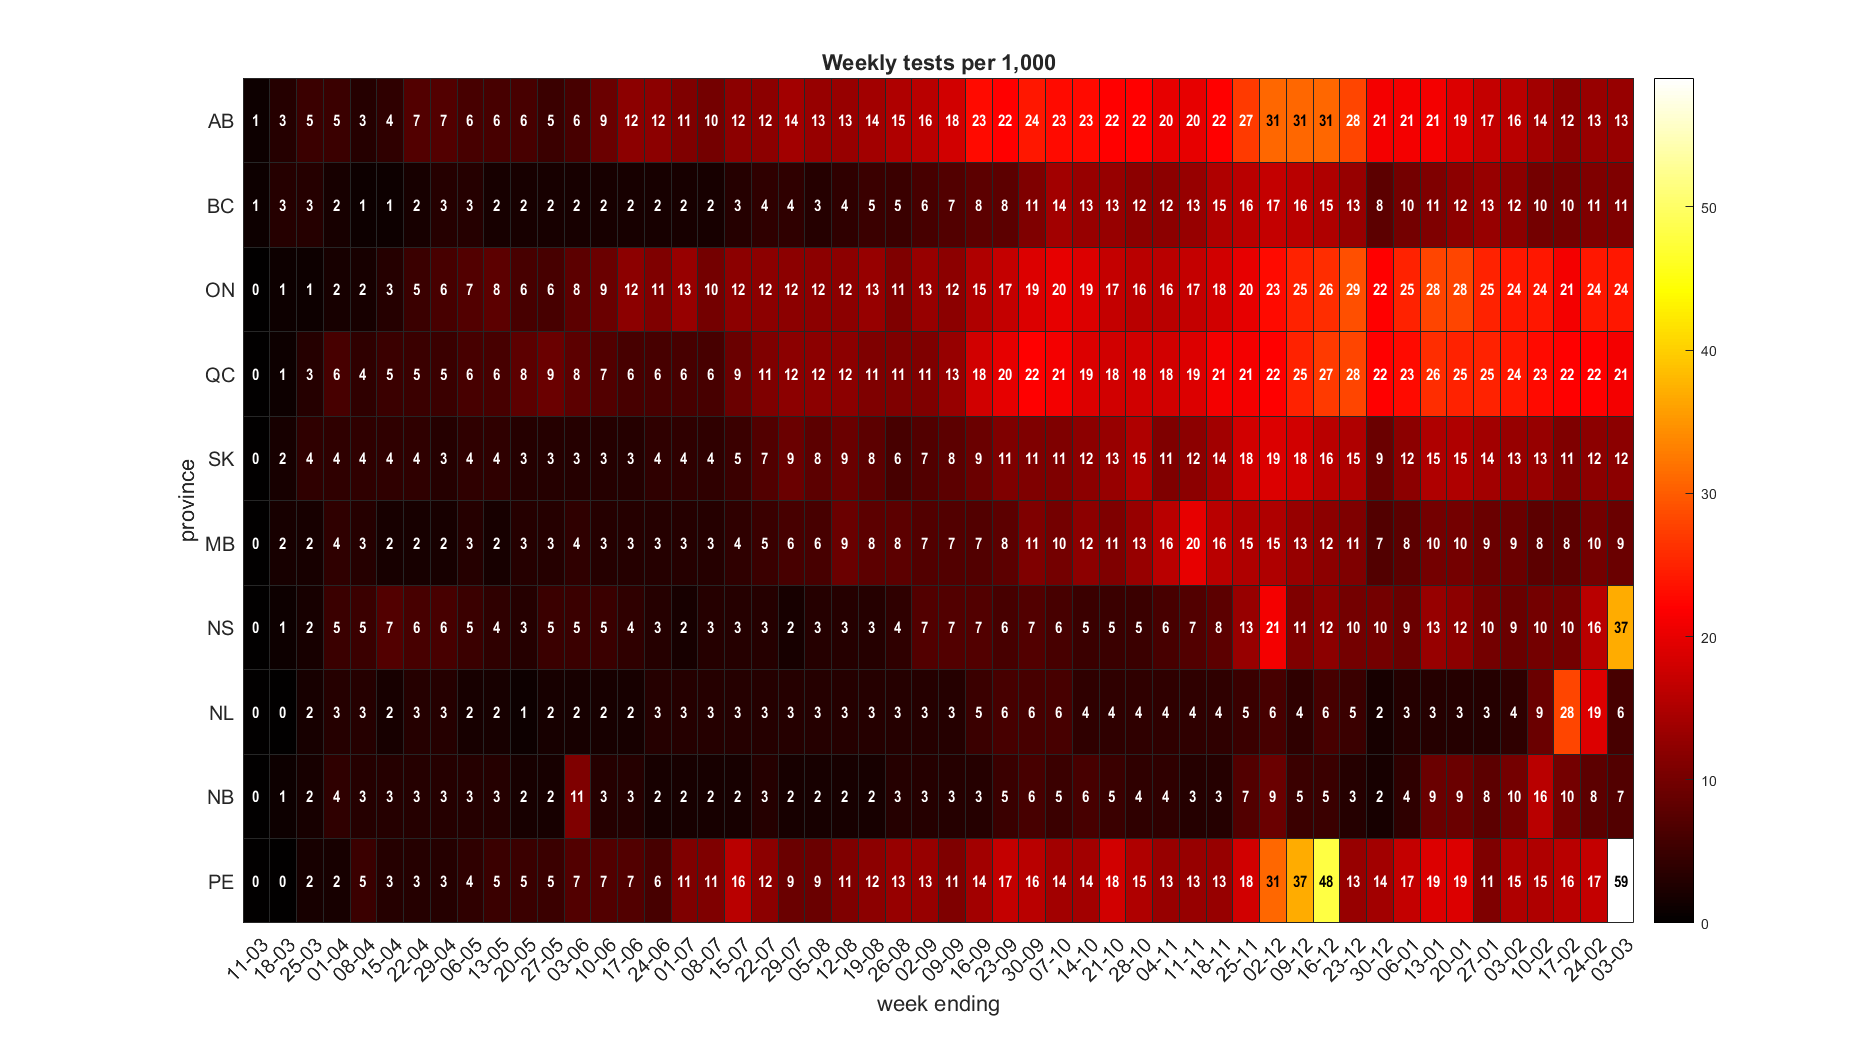 Weekly tests per 1,000
AB 1 3 5 5 3 4 7 7 6 6 6 5 6 9 12 12 11 10 12 12 14 13 13 14 15 16 18 23 22 24 23 23 22 22 20 20 22 27 31 31 31 28 21 21 21 19 17 16 14 12 13 13
BC 1 3 3 2 1 1 2 3 3 2 2 2 2 2 2 2 2 2 3 4 4 3 4 5 5 6 7 8 8 11 14 13 13 12 12 13 15 16 17 16 15 13 8 10 11 12 13 12 10 10 11 11
50
ON 0 1 1 2 2 3 5 6 7 8 6 6 8 9 12 11 13 10 12 12 12 12 12 13 11 13 12 15 17 19 20 19 17 16 16 17 18 20 23 25 26 29 22 25 28 28 25 24 24 21 24 24
40
QC 0 1 3 6 4 5 5 5 6 6 8 9 8 7 6 6 6 6 9 11 12 12 12 11 11 11 13 18 20 22 21 19 18 18 18 19 21 21 22 25 27 28 22 23 26 25 25 24 23 22 22 21
SK 0 2 4 4 4 4 4 3 4 4 3 3 3 3 3 4 4 4 5 7 9 8 9 8 6 7 8 9 11 11 11 12 13 15 11 12 14 18 19 18 16 15 9 12 15 15 14 13 13 11 12 12
30
province
MB 0 2 2 4 3 2 2 2 3 2 3 3 4 3 3 3 3 3 4 5 6 6 9 8 8 7 7 7 8 11 10 12 11 13 16 20 16 15 15 13 12 11 7 8 10 10 9 9 8 8 10 9
NS 0 1 2 5 5 7 6 6 5 4 3 5 5 5 4 3 2 3 3 3 2 3 3 3 4 7 7 7 6 7 6 5 5 5 6 7 8 13 21 11 12 10 10 9 13 12 10 9 10 10 16 37
20
NL 0 0 2 3 3 2 3 3 2 2 1 2 2 2 2 3 3 3 3 3 3 3 3 3 3 3 3 5 6 6 6 4 4 4 4 4 4 5 6 4 6 5 2 3 3 3 3 4 9 28 19 6
10
NB 0 1 2 4 3 3 3 3 3 3 2 2 11 3 3 2 2 2 2 3 2 2 2 2 3 3 3 3 5 6 5 6 5 4 4 3 3 7 9 5 5 3 2 4 9 9 8 10 16 10 8 7
PE 0 0 2 2 5 3 3 3 4 5 5 5 7 7 7 6 11 11 16 12 9 9 11 12 13 13 11 14 17 16 14 14 18 15 13 13 13 18 31 37 48 13 14 17 19 19 11 15 15 16 17 59
0
11-03 18-03 25-03 01-04 08-04 15-04 22-04 29-04 06-05 13-05 20-05 27-05 03-06 10-06 17-06 24-06 01-07 08-07 15-07 22-07 29-07 05-08 12-08 19-08 26-08 02-09 09-09 16-09 23-09 30-09 07-10 14-10 21-10 28-10 04-11 11-11 18-11 25-11 02-12 09-12 16-12 23-12 30-12 06-01 13-01 20-01 27-01 03-02 10-02 17-02 24-02 03-03
week ending